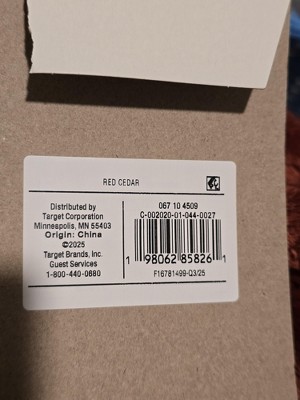 RED CEDAR
Distributed by
Target Corporation
Minneapolis, MN 55403
Origin: China
©2025
Target Brands, Inc.
Guest Services
1-800-440-0680
067 10 4509
C-002020-01-044-0027
1 98062 85826 1
F16781499-Q3/25